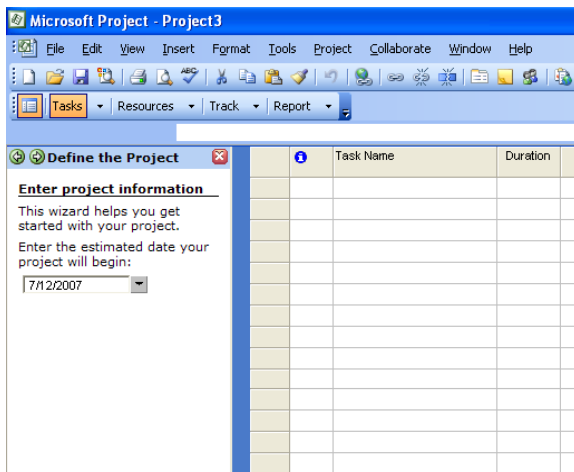 Microsoft Project - Project3
File Edit View Insert Format Tools Project Collaborate Window Help
Tasks Resources Track Report
Define the Project
Task Name Duration
Enter project information
This wizard helps you get
started with your project.
Enter the estimated date your
project will begin:
7/12/2007